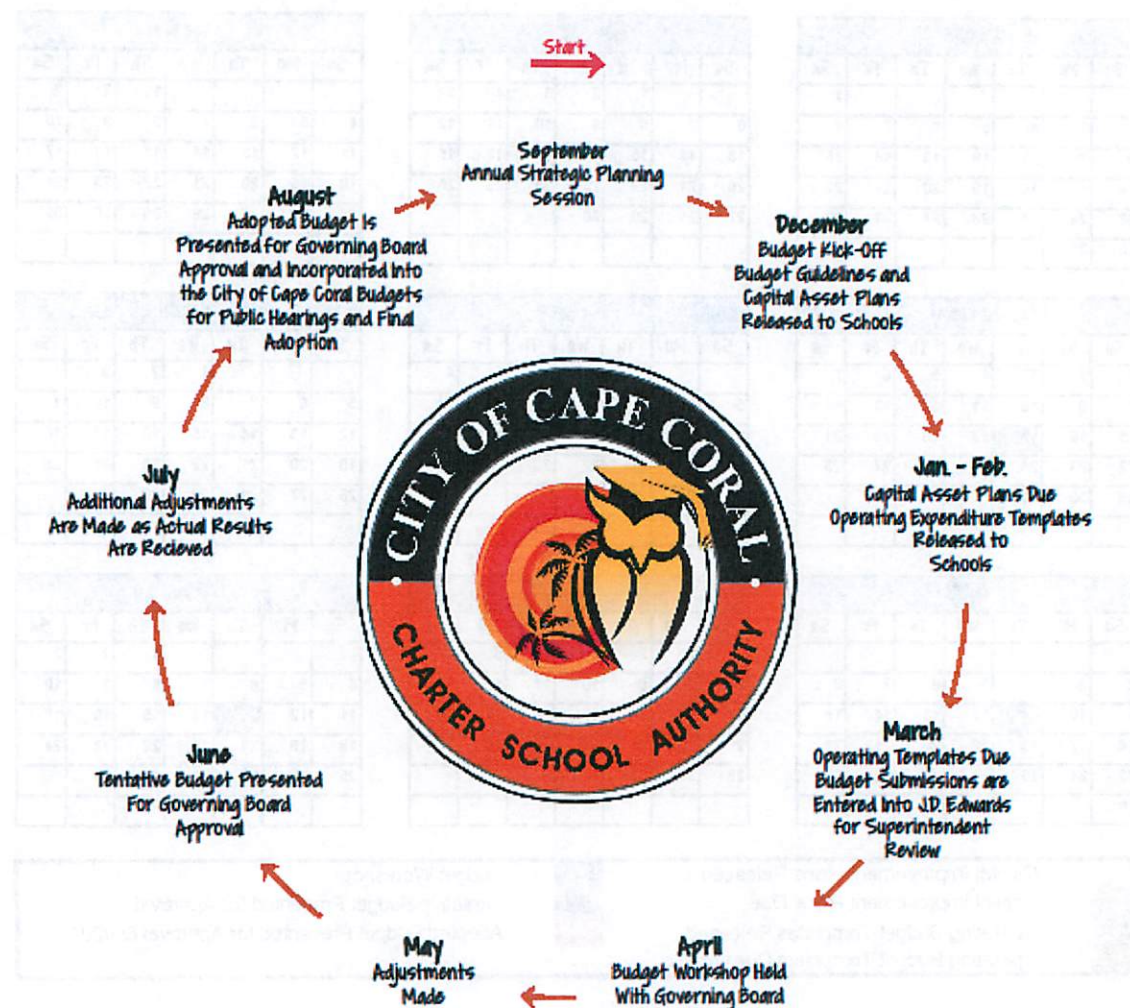 Start
September
Annual Strategic Planning
Session
December
Budget Kick-Off
Budget Guidelines and
Capital Asset Plans
Released to Schools
Jan. - Feb.
Capital Asset Plans Due
Operating Expenditure Templates
Released to
Schools
March
Operating Templates Due
Budget Submissions are
Entered Into J.D. Edwards
for Superintendent
Review
April
Budget Workshop Held
With Governing Board
May
Adjustments
Made
June
Tentative Budget Presented
For Governing Board
Approval
July
Additional Adjustments
Are Made as Actual Results
Are Recieved
August
Adopted Budget Is
Presented for Governing Board
Approval and Incorporated Into
the City of Cape Coral Budgets
for Public Hearings and Final
Adoption
CITY OF CAPE CORAL
CHARTER SCHOOL AUTHORITY